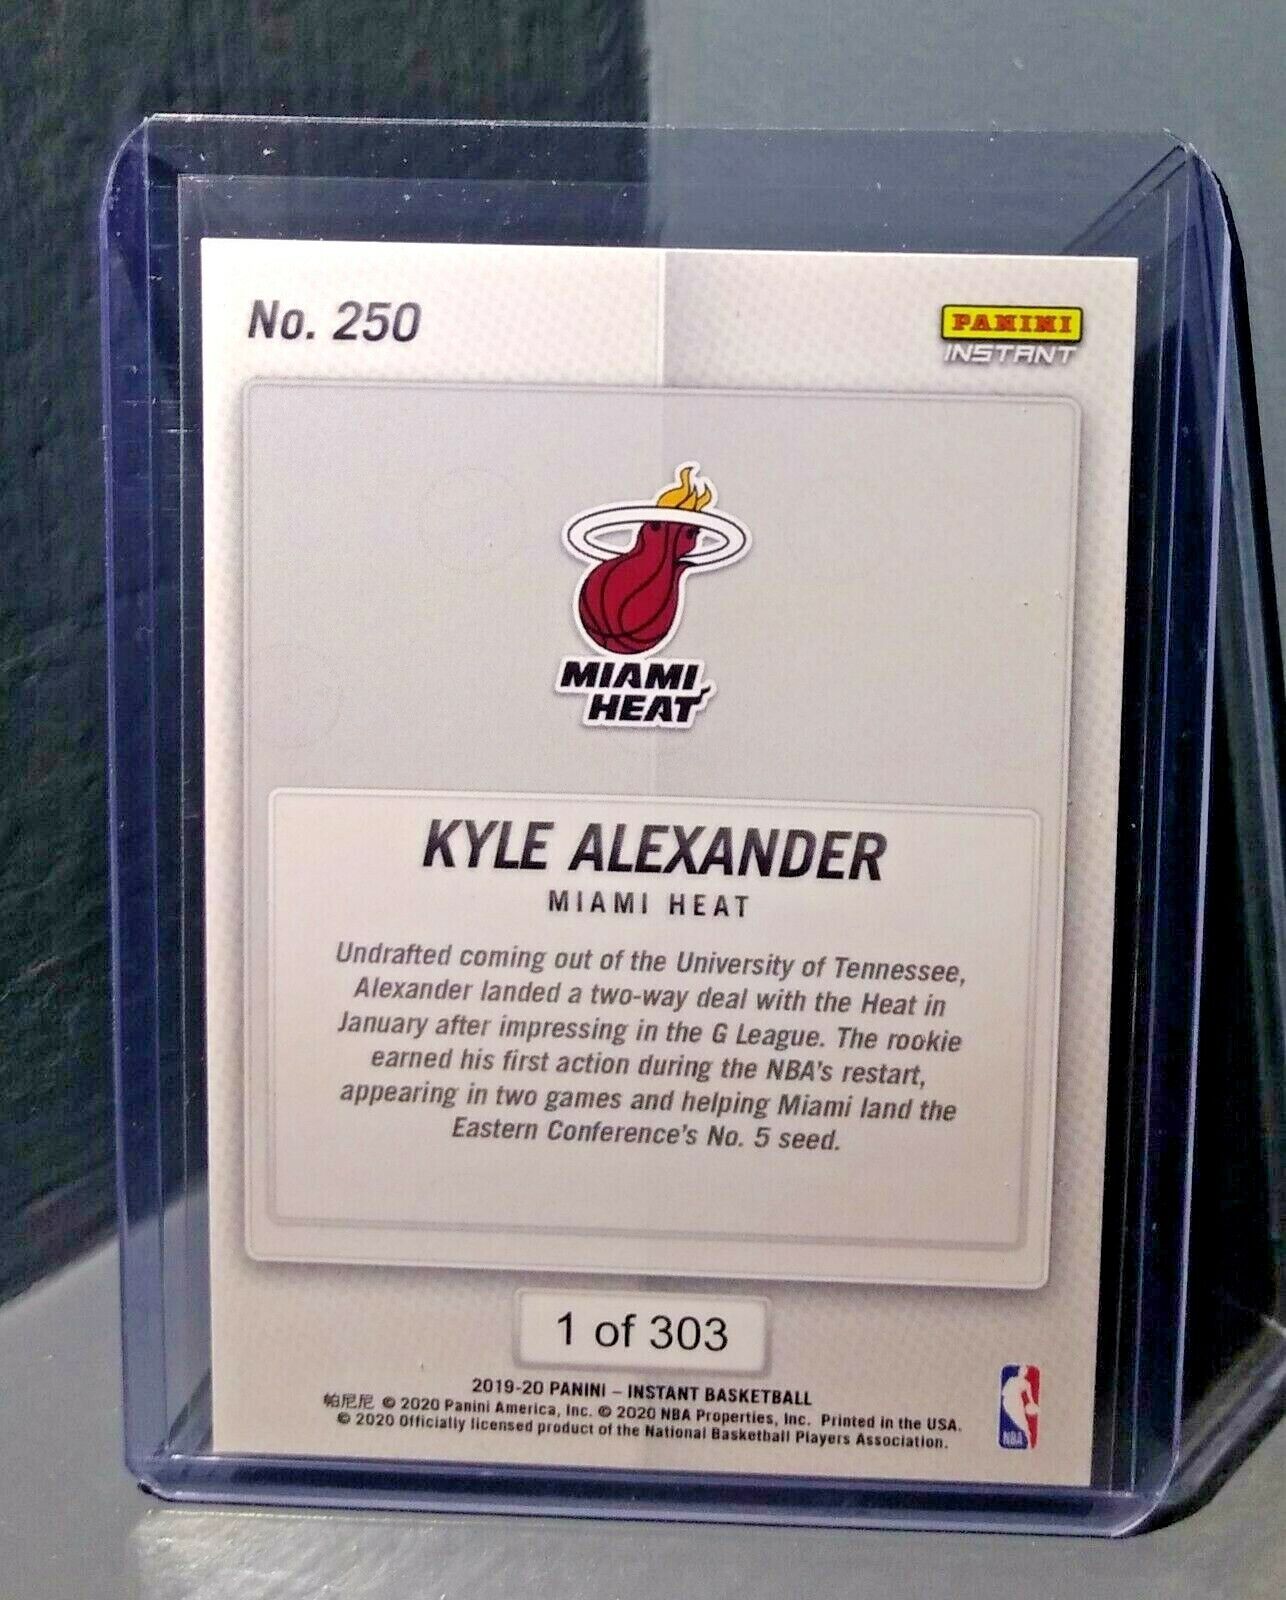 No. 250
PANINI
INSTANT
MIAMI
HEAT
KYLE ALEXANDER
MIAMI HEAT
Undrafted coming out of the University of Tennessee,
Alexander landed a two-way deal with the Heat in
January after impressing in the G League. The rookie
earned his first action during the NBA's restart,
appearing in two games and helping Miami land the
Eastern Conference's No. 5 seed.
1 of 303
2019-20 PANINI – INSTANT BASKETBALL
帕尼尼 © 2020 Panini America, Inc. © 2020 NBA Properties, Inc. Printed in the USA.
© 2020 Officially licensed product of the National Basketball Players Association.
NBA